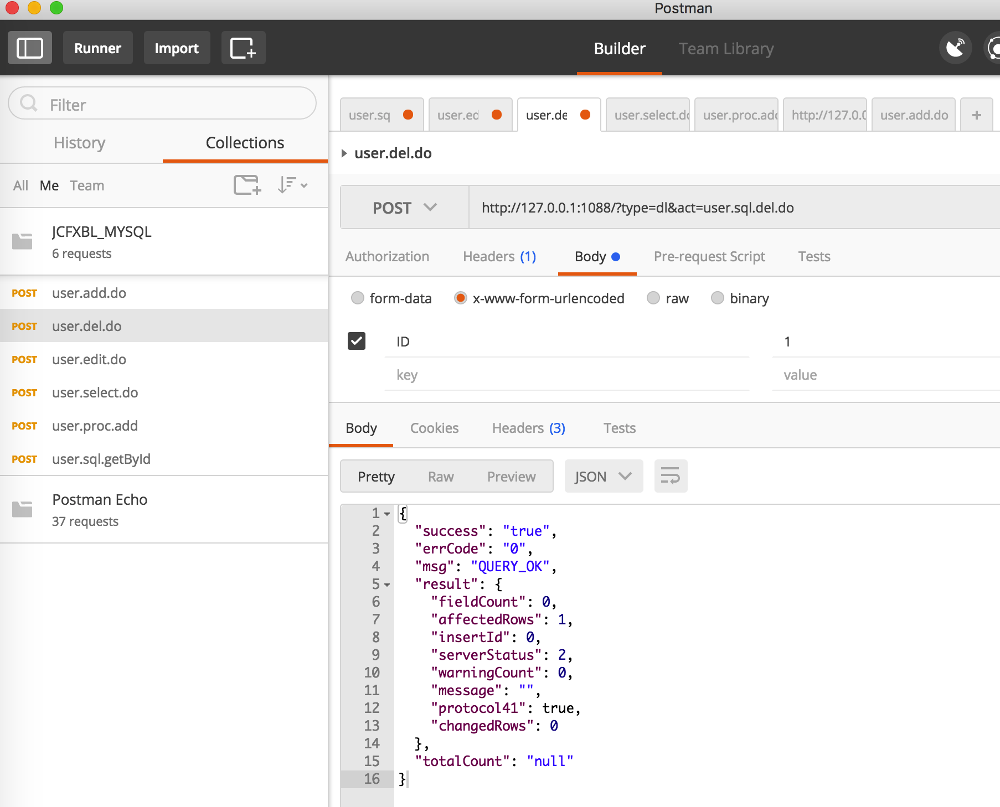 Postman
Runner
Import
Builder
Team Library
Filter
History
Collections
All Me Team
JCFXBL_MYSQL
6 requests
POST user.add.do
POST user.del.do
POST user.edit.do
POST user.select.do
POST user.proc.add
POST user.sql.getById
Postman Echo
37 requests
user.sq
user.ed
user.de
user.select.do
user.proc.add
http://127.0.0
user.add.do
+
user.del.do
POST
http://127.0.0.1:1088/?type=dl&act=user.sql.del.do
Authorization
Headers (1)
Body
Pre-request Script
Tests
form-data
x-www-form-urlencoded
raw
binary
ID
1
key
value
Body
Cookies
Headers (3)
Tests
Pretty
Raw
Preview
JSON
1 {
2 "success": "true",
3 "errCode": "0",
4 "msg": "QUERY_OK",
5 "result": {
6 "fieldCount": 0,
7 "affectedRows": 1,
8 "insertId": 0,
9 "serverStatus": 2,
10 "warningCount": 0,
11 "message": "",
12 "protocol41": true,
13 "changedRows": 0
14 },
15 "totalCount": "null"
16 }